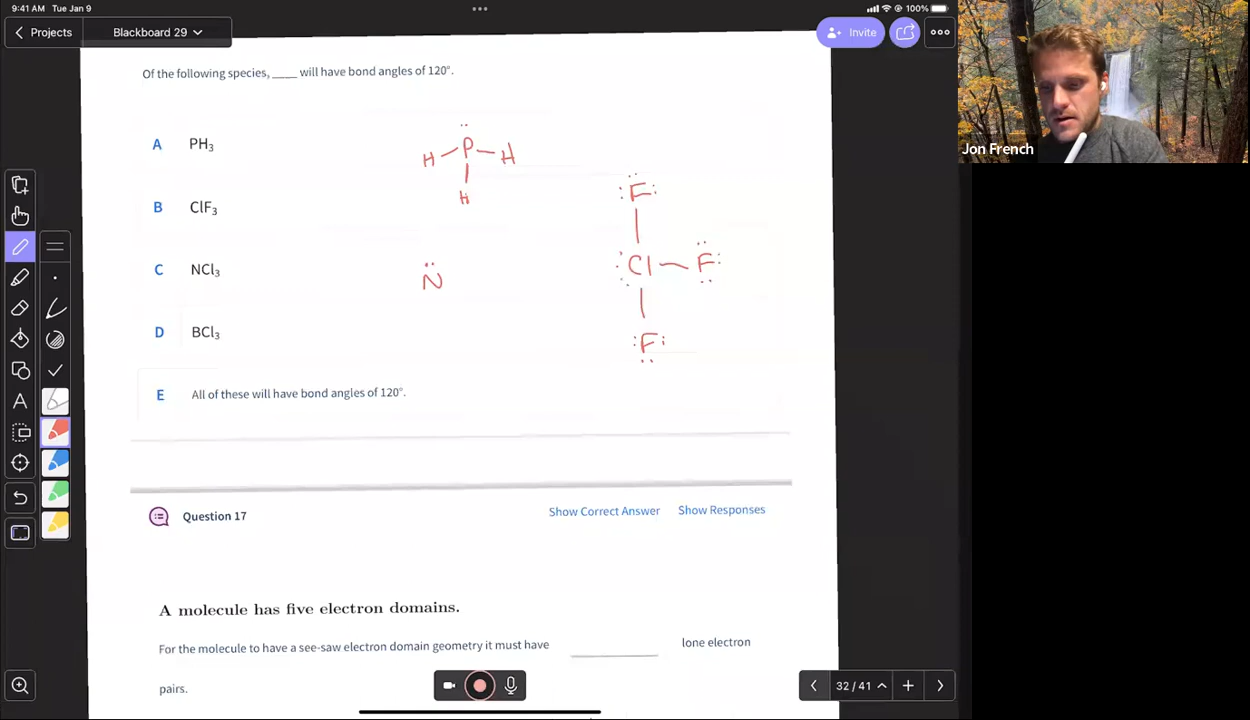 9:41 AM Tue Jan 9
100%
Projects
Blackboard 29
Invite
Of the following species, ____ will have bond angles of 120°.
A PH₃
B ClF₃
C NCl₃
D BCl₃
E All of these will have bond angles of 120°.
P
H
H
H
F
Cl
F
F
N
Jon French
A
Question 17
Show Correct Answer
Show Responses
A molecule has five electron domains.
For the molecule to have a see-saw electron domain geometry it must have ____________ lone electron
pairs.
32 / 41